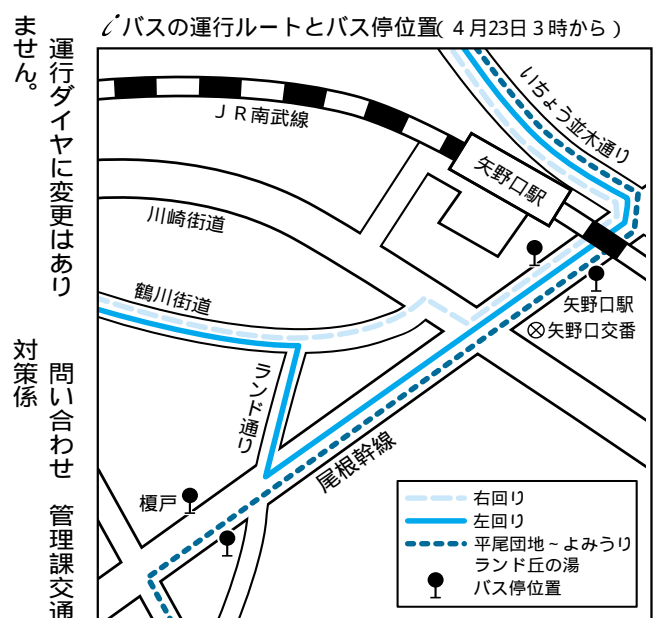 iバスの運行ルートとバス停位置(4月23日3時から)
運行ダイヤに変更はあり
ません。
問い合わせ 管理課交通
対策係
いちょう並木通り
JR南武線
矢野口駅
川崎街道
鶴川街道
矢野口駅
矢野口交番
ランド通り
尾根幹線
榎戸
右回り
左回り
平尾団地~よみうり
ランド丘の湯
バス停位置